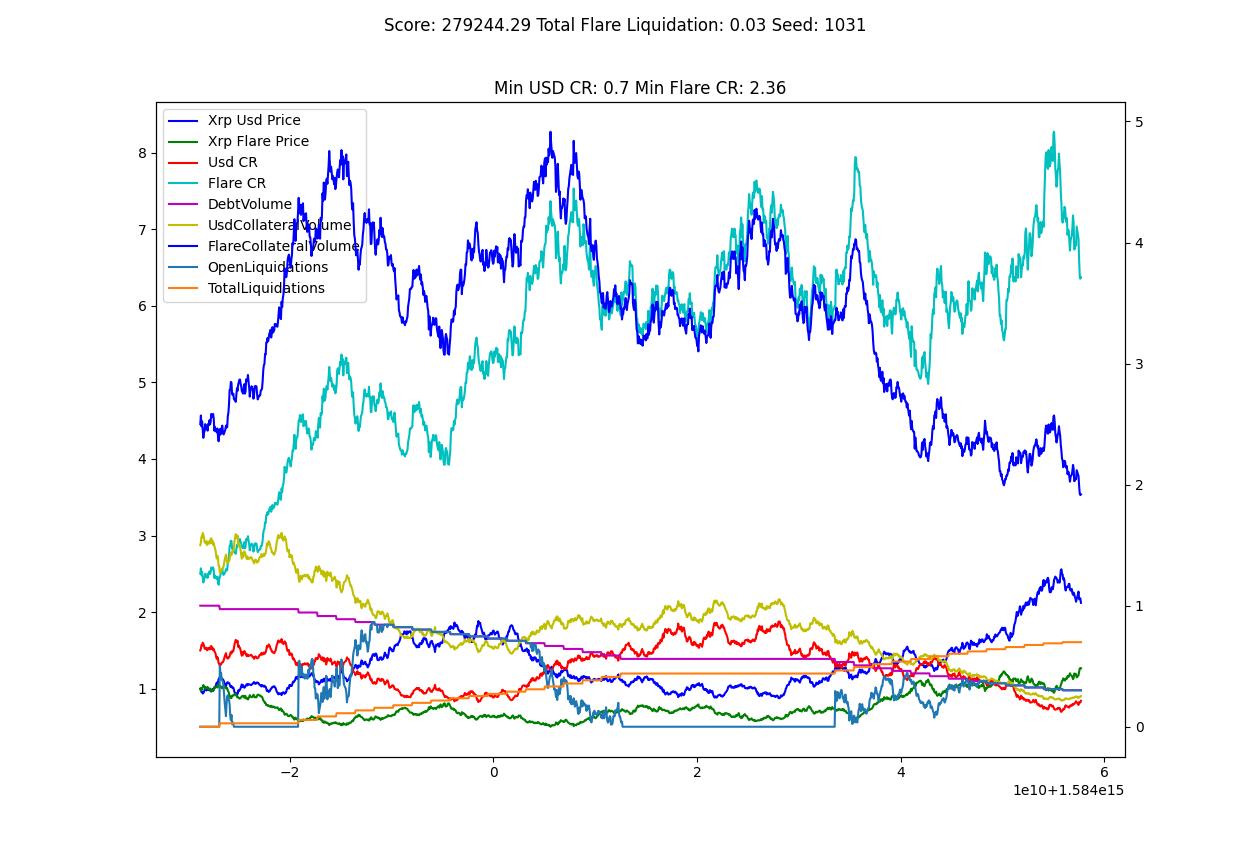 Score: 279244.29 Total Flare Liquidation: 0.03 Seed: 1031
Min USD CR: 0.7 Min Flare CR: 2.36
Xrp Usd Price
Xrp Flare Price
Usd CR
Flare CR
DebtVolume
UsdCollateralVolume
FlareCollateralVolume
OpenLiquidations
TotalLiquidations
8
7
6
5
4
3
2
1
5
4
3
2
1
0
−2
0
2
4
6
1e10+1.584e15